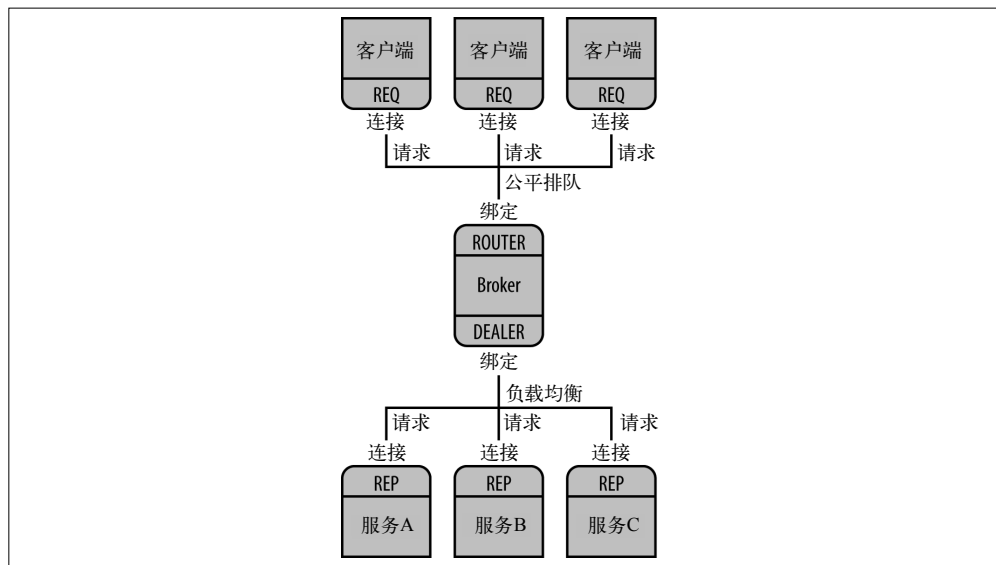 客户端 客户端 客户端
REQ REQ REQ
连接 连接 连接
请求 请求 请求
公平排队
绑定
ROUTER
Broker
DEALER
绑定
负载均衡
请求 请求 请求
连接 连接 连接
REP REP REP
服务A 服务B 服务C